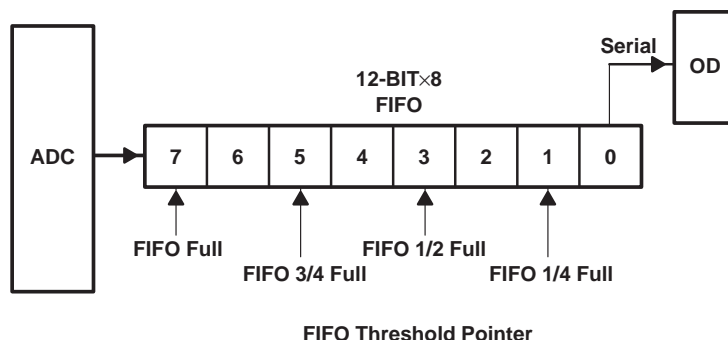 Serial
OD
12-BIT×8
FIFO
ADC
7 6 5 4 3 2 1 0
FIFO Full
FIFO 1/2 Full
FIFO 3/4 Full
FIFO 1/4 Full
FIFO Threshold Pointer